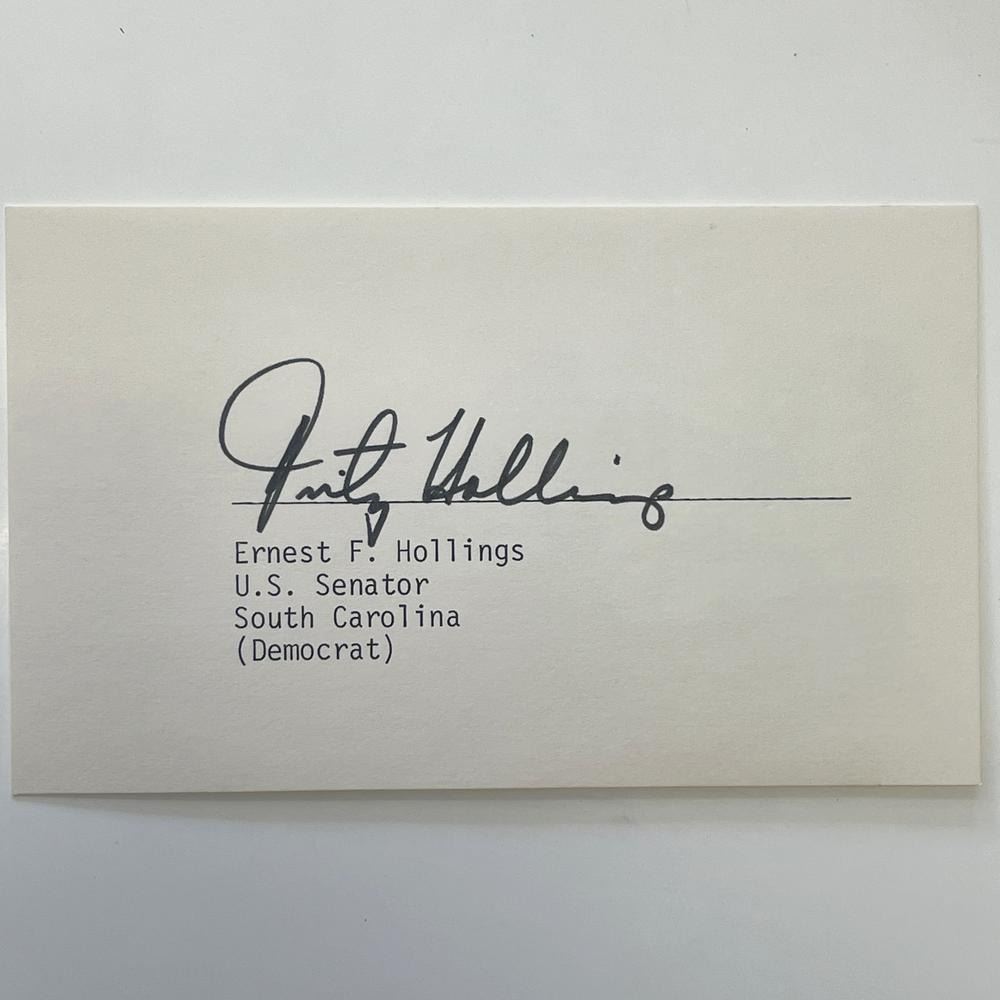 Fritz Hollings
Ernest F. Hollings
U.S. Senator
South Carolina
(Democrat)